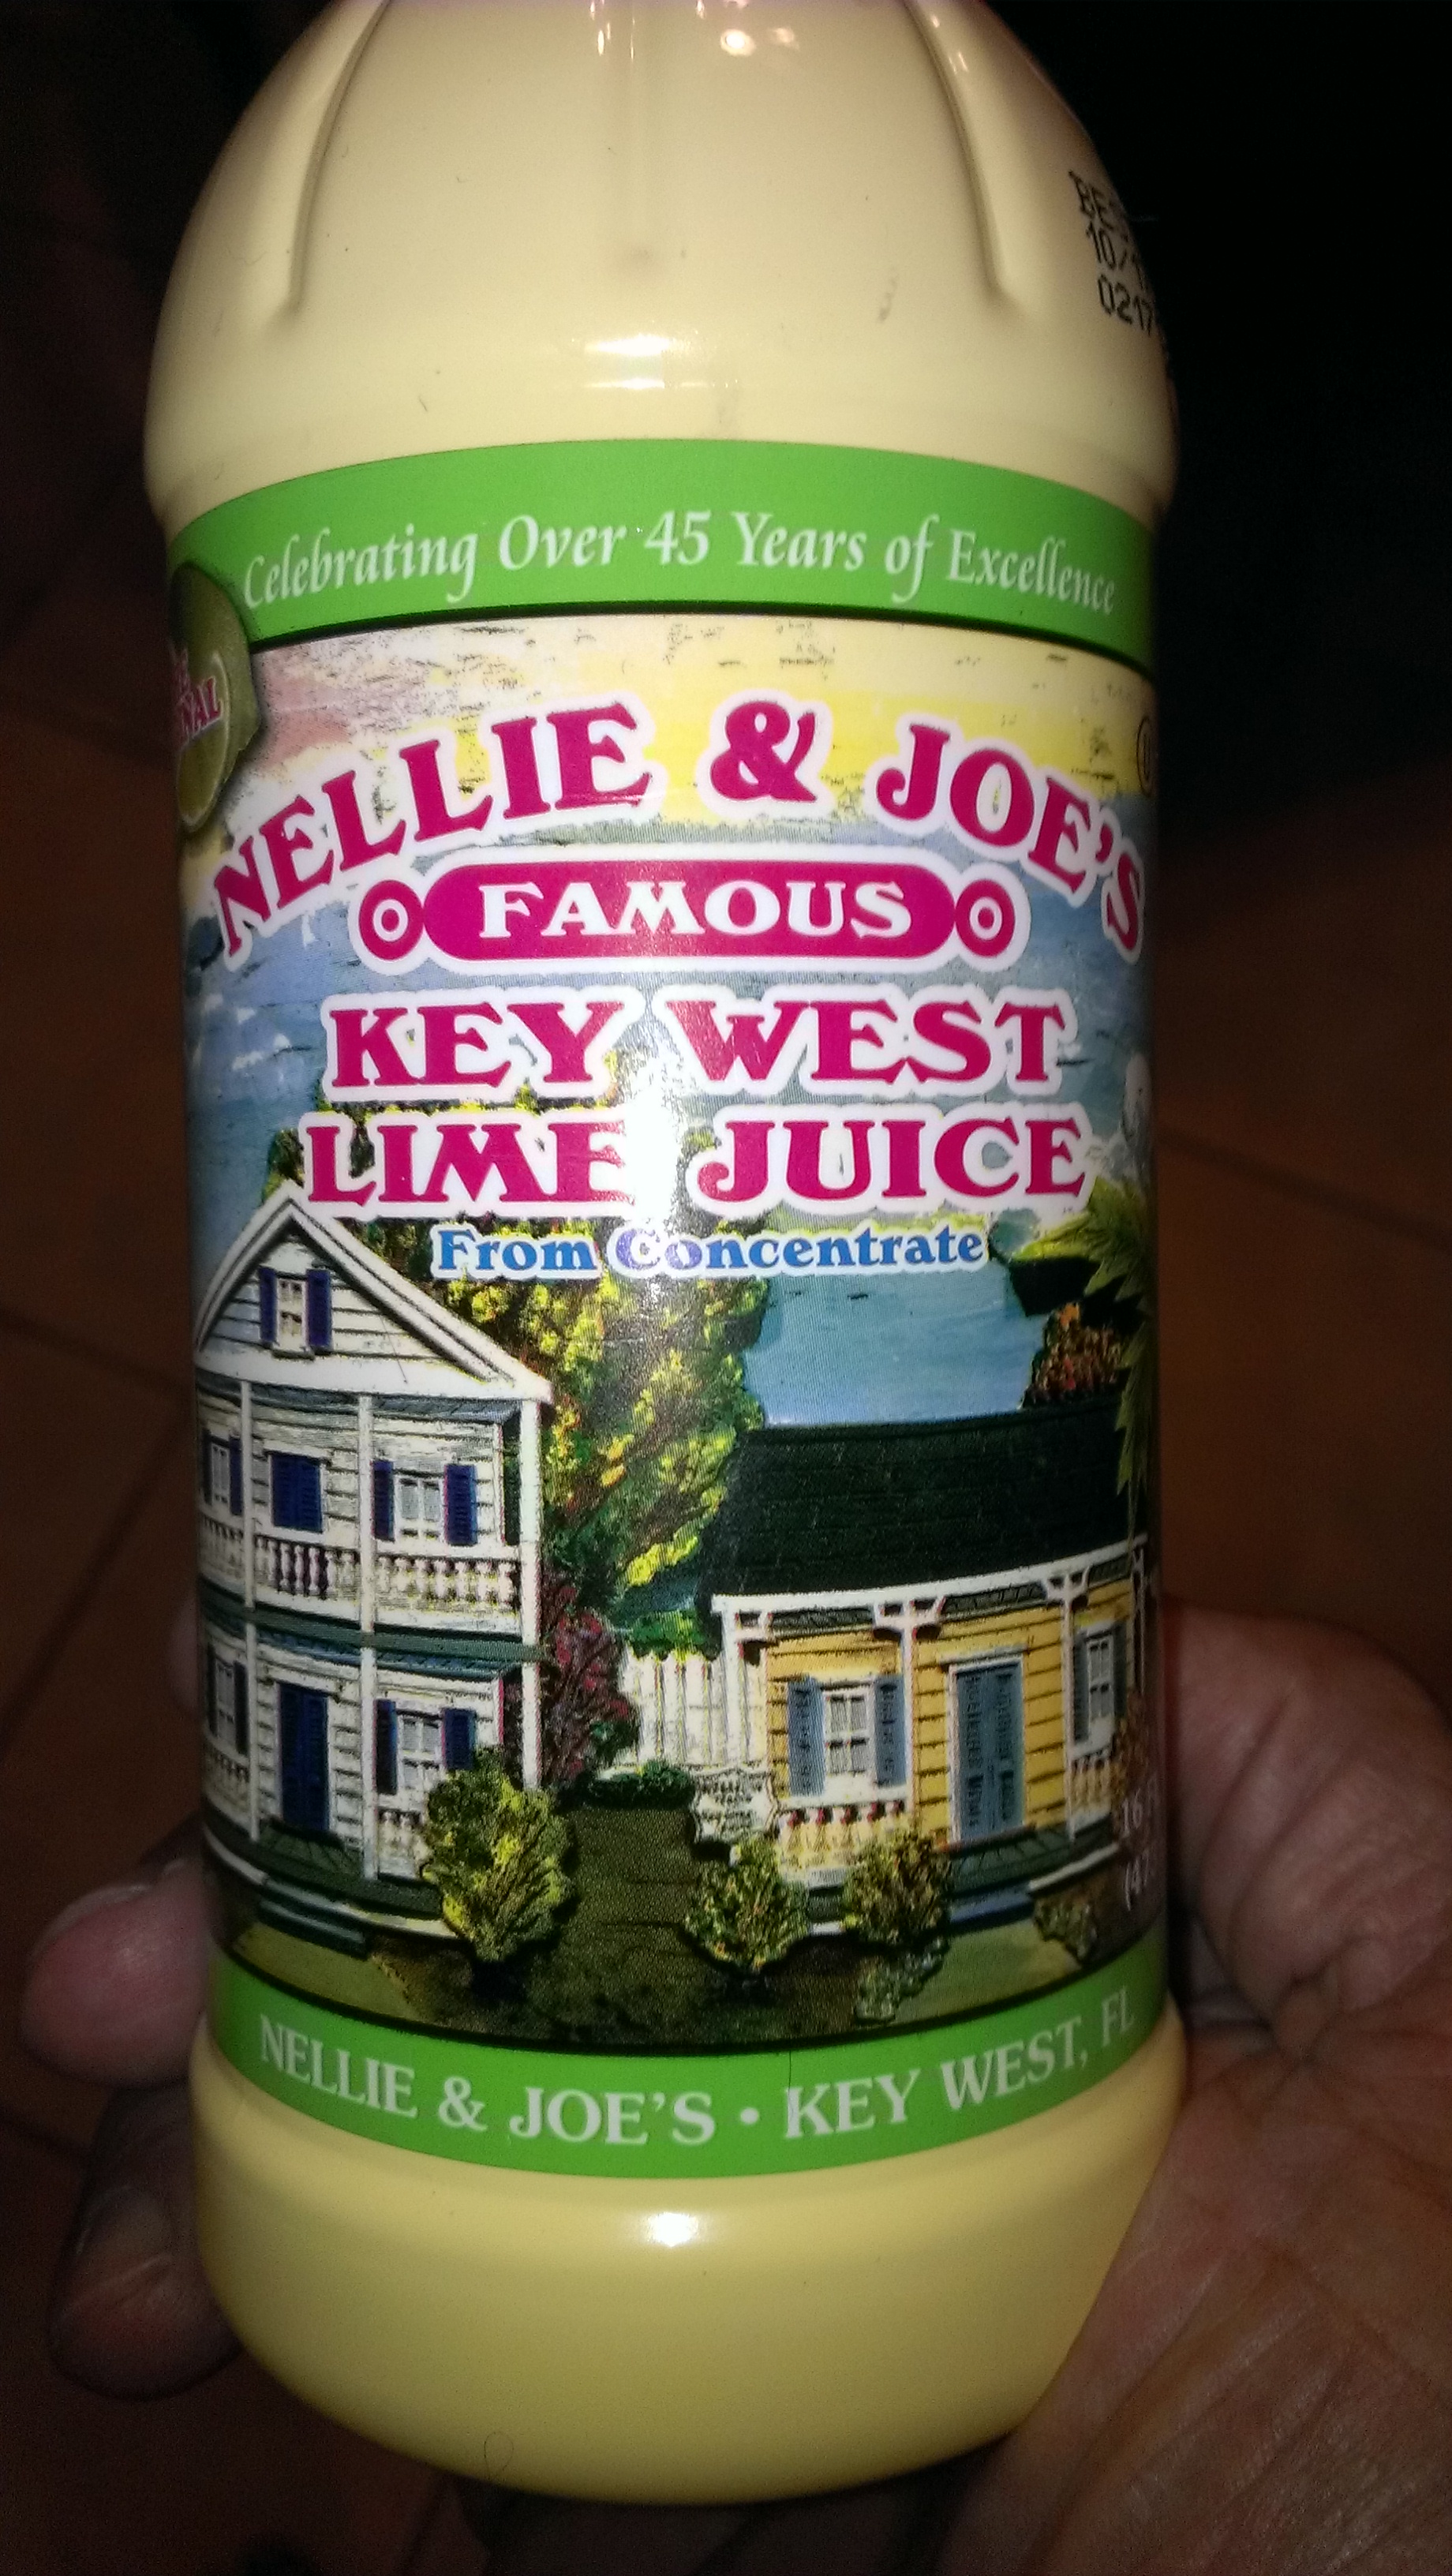 Celebrating Over 45 Years of Excellence
NELLIE & JOE'S
FAMOUS
KEY WEST
LIME JUICE
From Concentrate
NELLIE & JOE'S • KEY WEST, FL